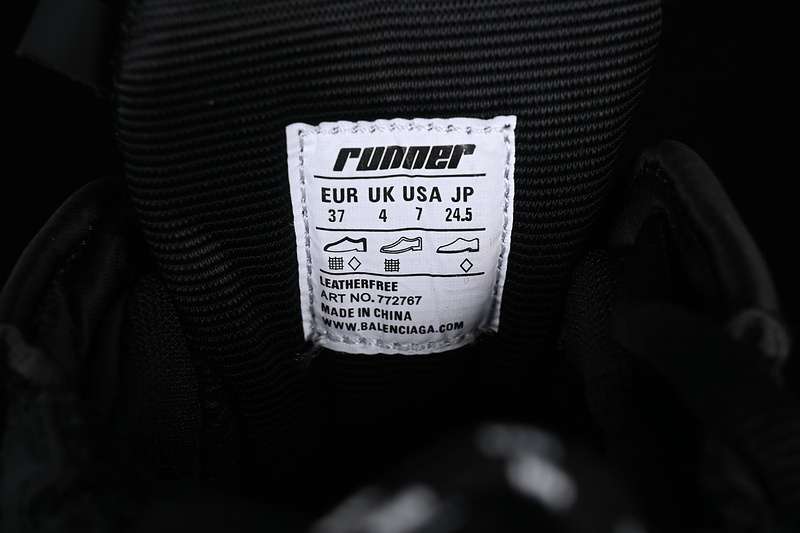 runner
EUR UK USA JP
37 4 7 24.5
LEATHERFREE
ART NO. 772767
MADE IN CHINA
WWW.BALENCIAGA.COM